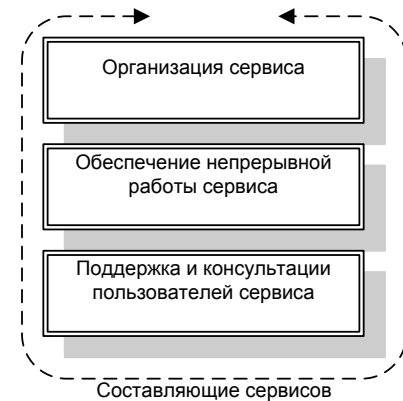 Организация сервиса
Обеспечение непрерывной
работы сервиса
Поддержка и консультации
пользователей сервиса
Составляющие сервисов